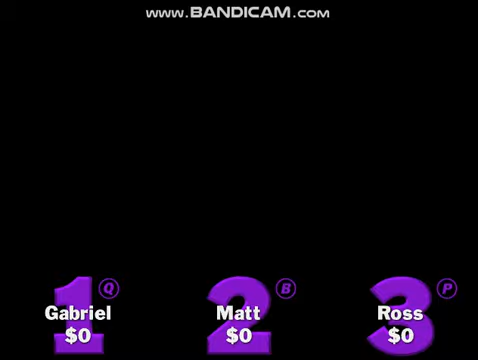 www.BANDICAM.com
1 Q 2 B 3 P
Gabriel Matt Ross
$0 $0 $0